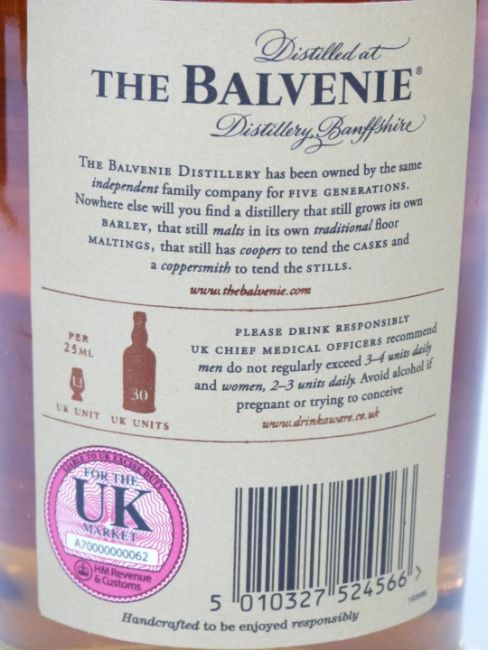 Distilled at
THE BALVENIE®
Distillery, Banffshire
THE BALVENIE DISTILLERY has been owned by the same
independent family company for FIVE GENERATIONS.
Nowhere else will you find a distillery that still grows its own
BARLEY, that still malts in its own traditional floor
MALTINGS, that still has coopers to tend the CASKS and
a coppersmith to tend the STILLS.
www.thebalvenie.com
PER
25ML
1.1
UK UNIT
30
UK UNITS
PLEASE DRINK RESPONSIBLY
UK CHIEF MEDICAL OFFICERS recommend
men do not regularly exceed 3-4 units daily
and women, 2-3 units daily. Avoid alcohol if
pregnant or trying to conceive
www.drinkaware.co.uk
LIABLE TO UK EXCISE DUTY
FOR THE
UK
MARKET
A70000000062
HM Revenue
& Customs
5 010327 524566 >
Handcrafted to be enjoyed responsibly